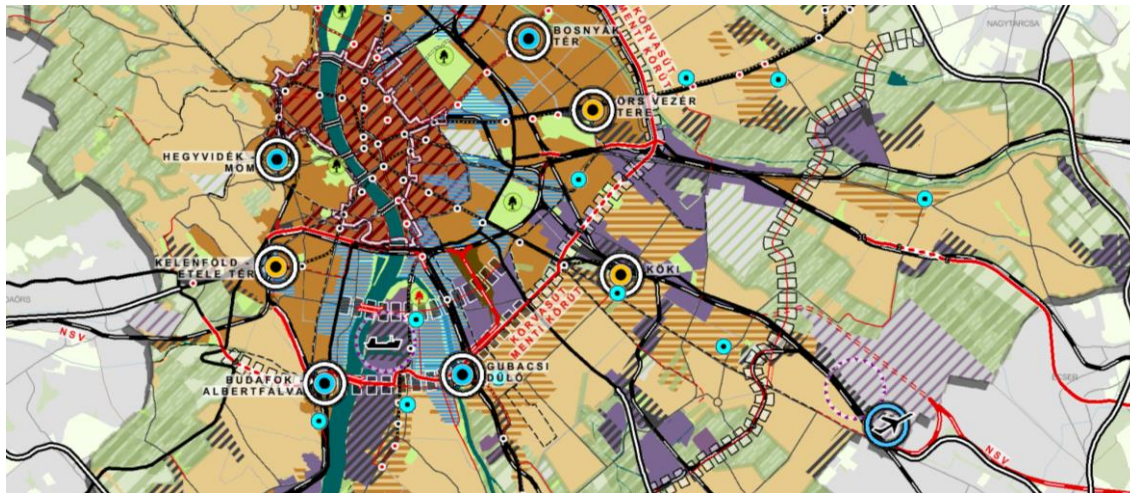 BOSNYÁK
TÉR
KÖRVASÚT
MENTI KÖRÚT
NAGYTARCSA
ÖRS VEZÉR
TERE
HEGYVIDÉK -
MOM
KELENFÖLD -
ETELE TÉR
KÖKI
KÖRVASÚT
MENTI KÖRÚT
NSV
BUDAFOK
ALBERTFALVA
GUBACSI
DŰLŐ
ECSER
NSV